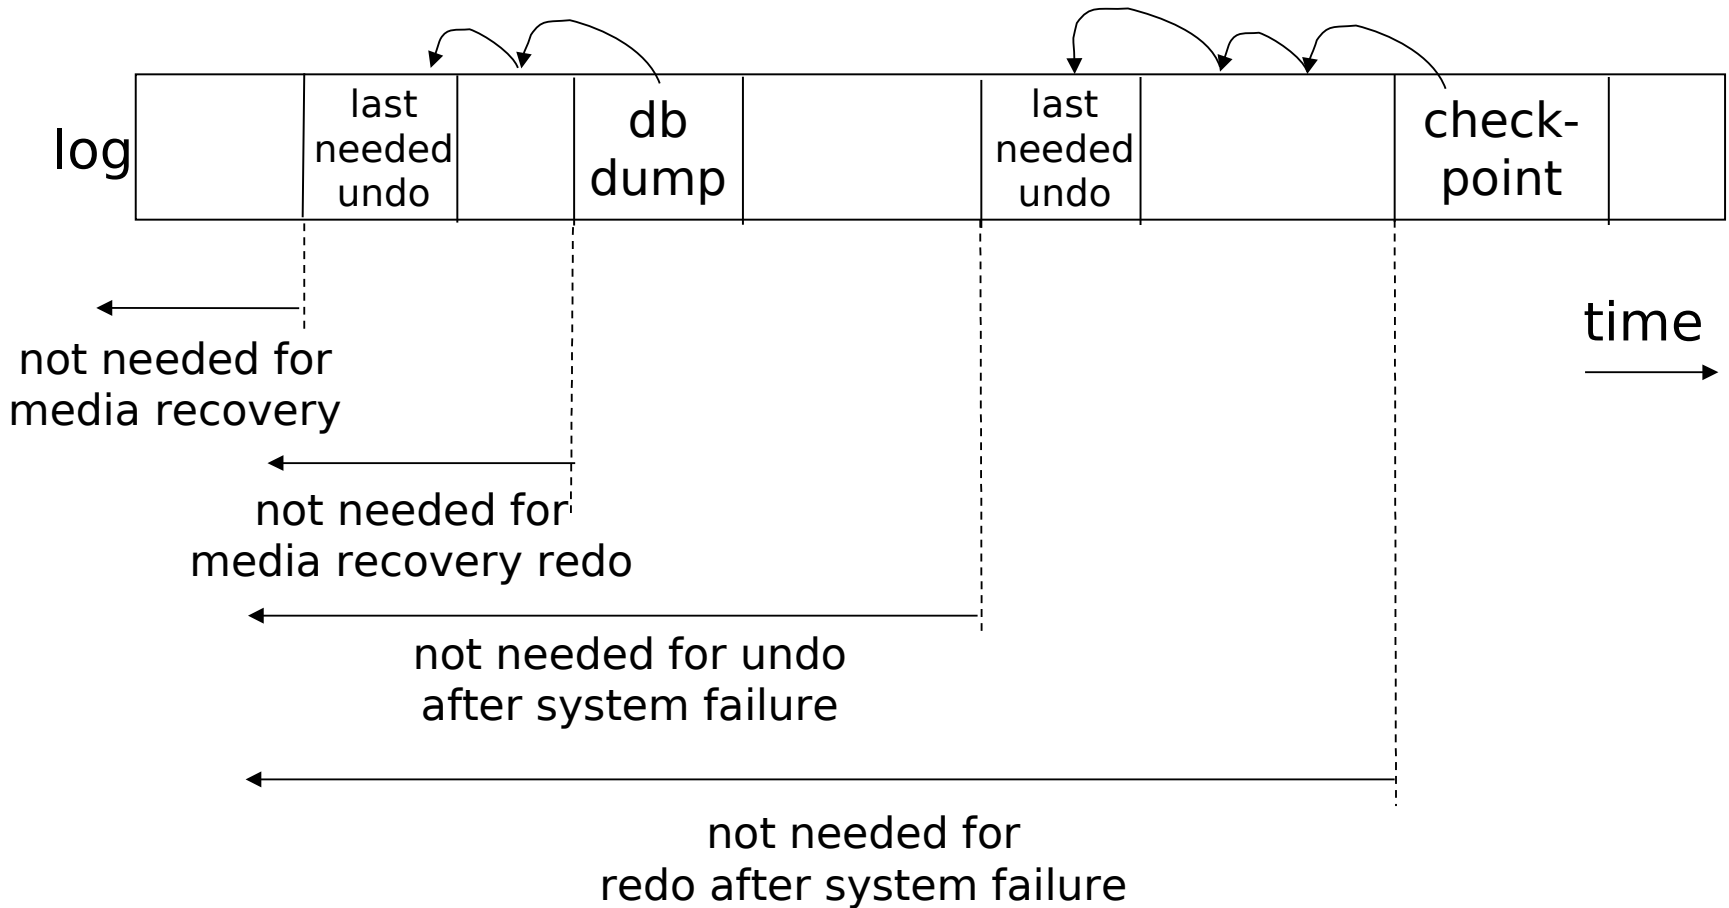 log
last
needed
undo
db
dump
last
needed
undo
check-
point
time
not needed for
media recovery
not needed for
media recovery redo
not needed for undo
after system failure
not needed for
redo after system failure